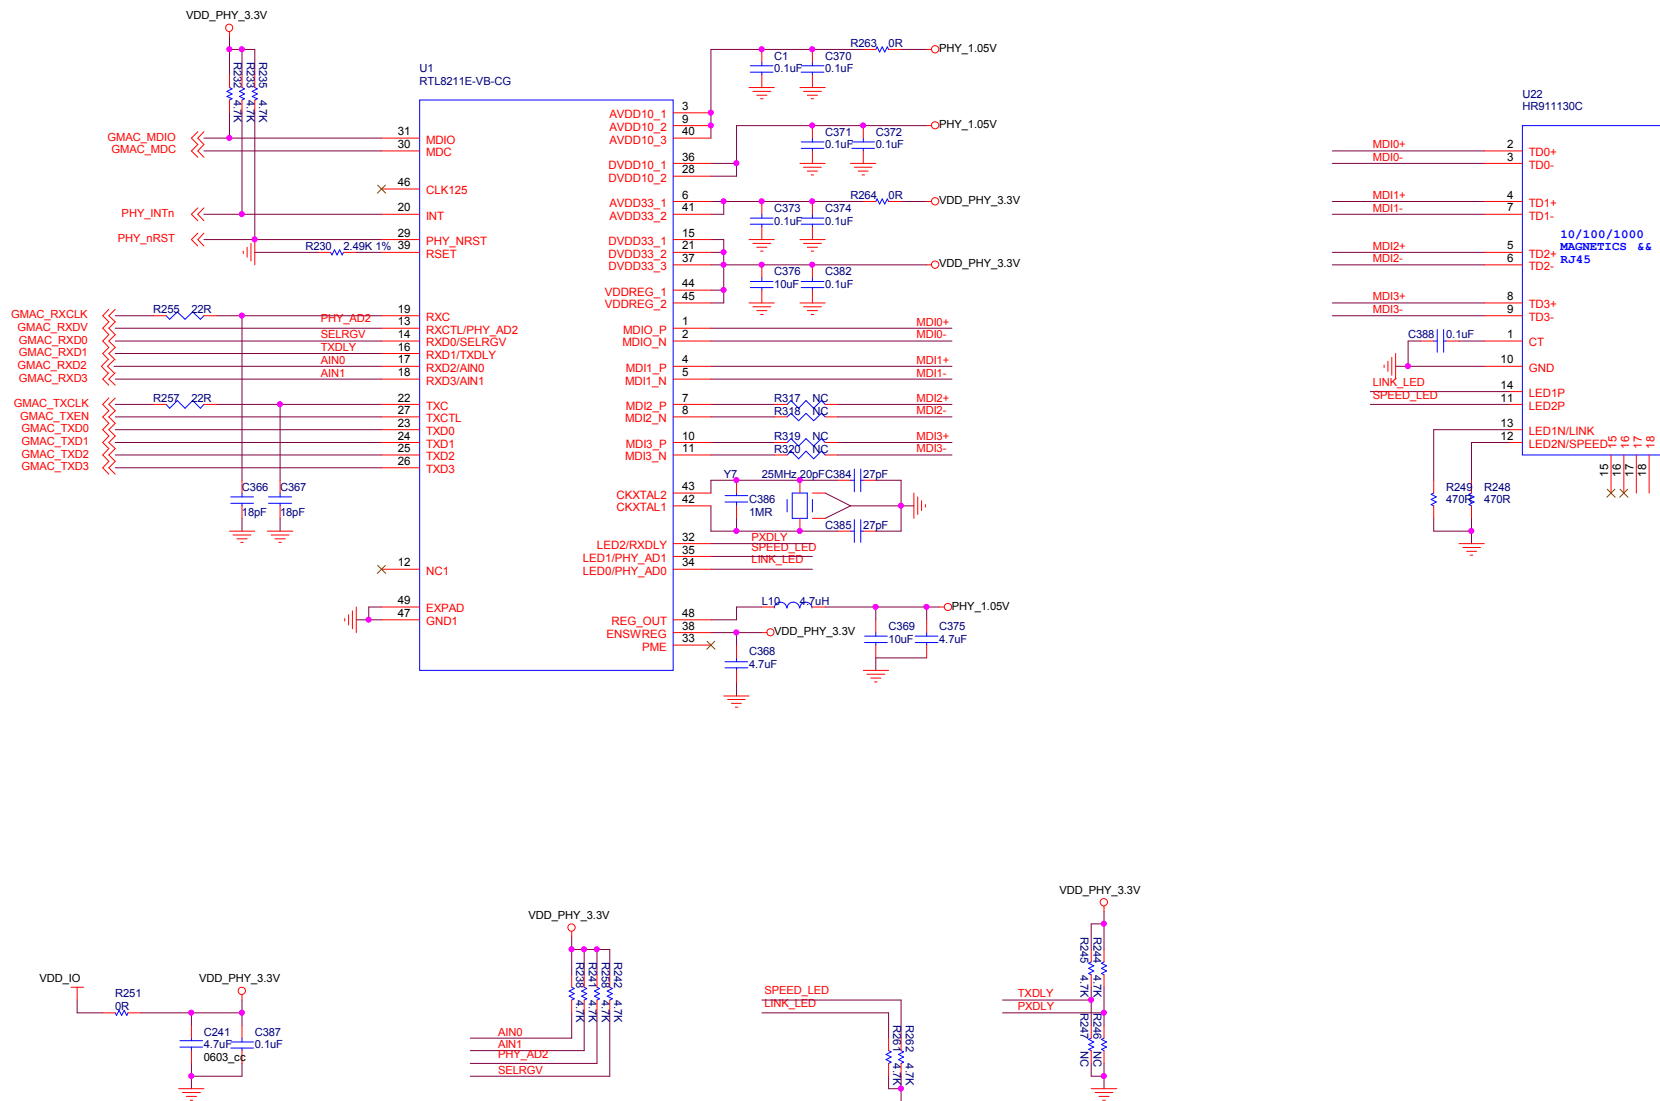 VDD_PHY_3.3V
R232 4.7K
R233 4.7K
R235 4.7K
GMAC_MDIO
GMAC_MDC
PHY_INTn
PHY_nRST
R230 2.49K 1%
GMAC_RXCLK
GMAC_RXDV
GMAC_RXD0
GMAC_RXD1
GMAC_RXD2
GMAC_RXD3
R255 22R
PHY_AD2
SELRGV
TXDLY
AIN0
AIN1
GMAC_TXCLK
GMAC_TXEN
GMAC_TXD0
GMAC_TXD1
GMAC_TXD2
GMAC_TXD3
R257 22R
C366
18pF
C367
18pF
U1
RTL8211E-VB-CG
31 MDIO
30 MDC
46 CLK125
20 INT
29 PHY_NRST
39 RSET
19 RXC
13 RXCTL/PHY_AD2
14 RXD0/SELRGV
16 RXD1/TXDLY
17 RXD2/AIN0
18 RXD3/AIN1
22 TXC
27 TXCTL
23 TXD0
24 TXD1
25 TXD2
26 TXD3
12 NC1
49 EXPAD
47 GND1
AVDD10_1 3
AVDD10_2 9
AVDD10_3 40
DVDD10_1 36
DVDD10_2 28
AVDD33_1 6
AVDD33_2 41
DVDD33_1 15
DVDD33_2 21
DVDD33_3 37
VDDREG_1 44
VDDREG_2 45
MDIO_P 1
MDIO_N 2
MDI1_P 4
MDI1_N 5
MDI2_P 7
MDI2_N 8
MDI3_P 10
MDI3_N 11
CKXTAL2 43
CKXTAL1 42
LED2/RXDLY 32
LED1/PHY_AD1 35
LED0/PHY_AD0 34
REG_OUT 48
ENSWREG 38
PME 33
C1
0.1uF
C370
0.1uF
R263 0R
PHY_1.05V
C371
0.1uF
C372
0.1uF
PHY_1.05V
C373
0.1uF
C374
0.1uF
R264 0R
VDD_PHY_3.3V
C376
10uF
C382
0.1uF
VDD_PHY_3.3V
MDI0+
MDI0-
MDI1+
MDI1-
R317 NC MDI2+
R318 NC MDI2-
R319 NC MDI3+
R320 NC MDI3-
Y7 25MHz 20pF C384 27pF
C386
1MR
C385 27pF
PXDLY
SPEED_LED
LINK_LED
L10 4.7uH
PHY_1.05V
VDD_PHY_3.3V
C368
4.7uF
C369
10uF
C375
4.7uF
U22
HR911130C
MDI0+ 2 TD0+
MDI0- 3 TD0-
MDI1+ 4 TD1+
MDI1- 7 TD1-
MDI2+ 5 TD2+
MDI2- 6 TD2-
MDI3+ 8 TD3+
MDI3- 9 TD3-
10/100/1000
MAGNETICS &&
RJ45
C388 0.1uF
1 CT
10 GND
LINK_LED 14 LED1P
SPEED_LED 11 LED2P
13 LED1N/LINK
12 LED2N/SPEED
15 16 17 18
15 16 17 18
R249
470R
R248
470R
VDD_IO
R251
0R
VDD_PHY_3.3V
C241
4.7uF
0603_cc
C387
0.1uF
VDD_PHY_3.3V
R238 4.7K
R241 4.7K
R258 4.7K
R242 4.7K
AIN0
AIN1
PHY_AD2
SELRGV
SPEED_LED
LINK_LED
R261 4.7K
R262 4.7K
VDD_PHY_3.3V
R245 4.7K
R244 4.7K
TXDLY
PXDLY
R247 NC
R246 NC